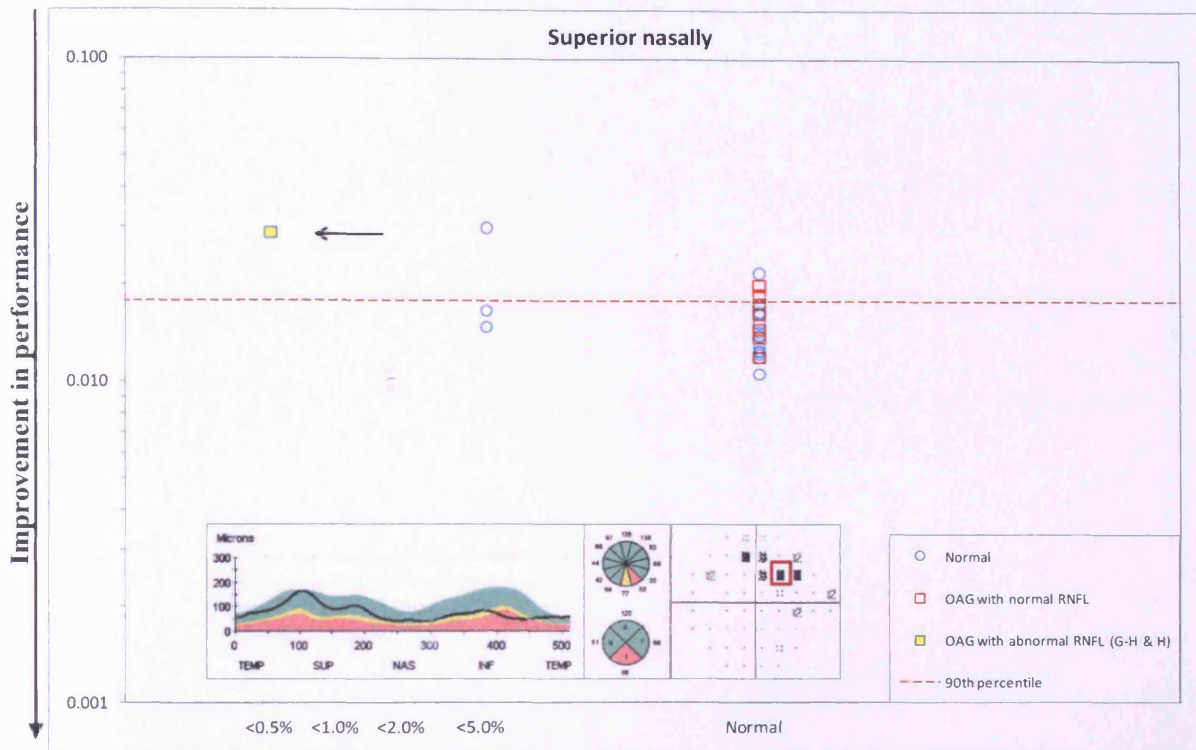 Superior nasally
0.100
0.010
0.001
Improvement in performance
Microns
300
200
100
0
0 100 200 300 400 500
TEMP SUP NAS INF TEMP
120
77
Normal
OAG with normal RNFL
OAG with abnormal RNFL (G-H & H)
90th percentile
<0.5% <1.0% <2.0% <5.0% Normal